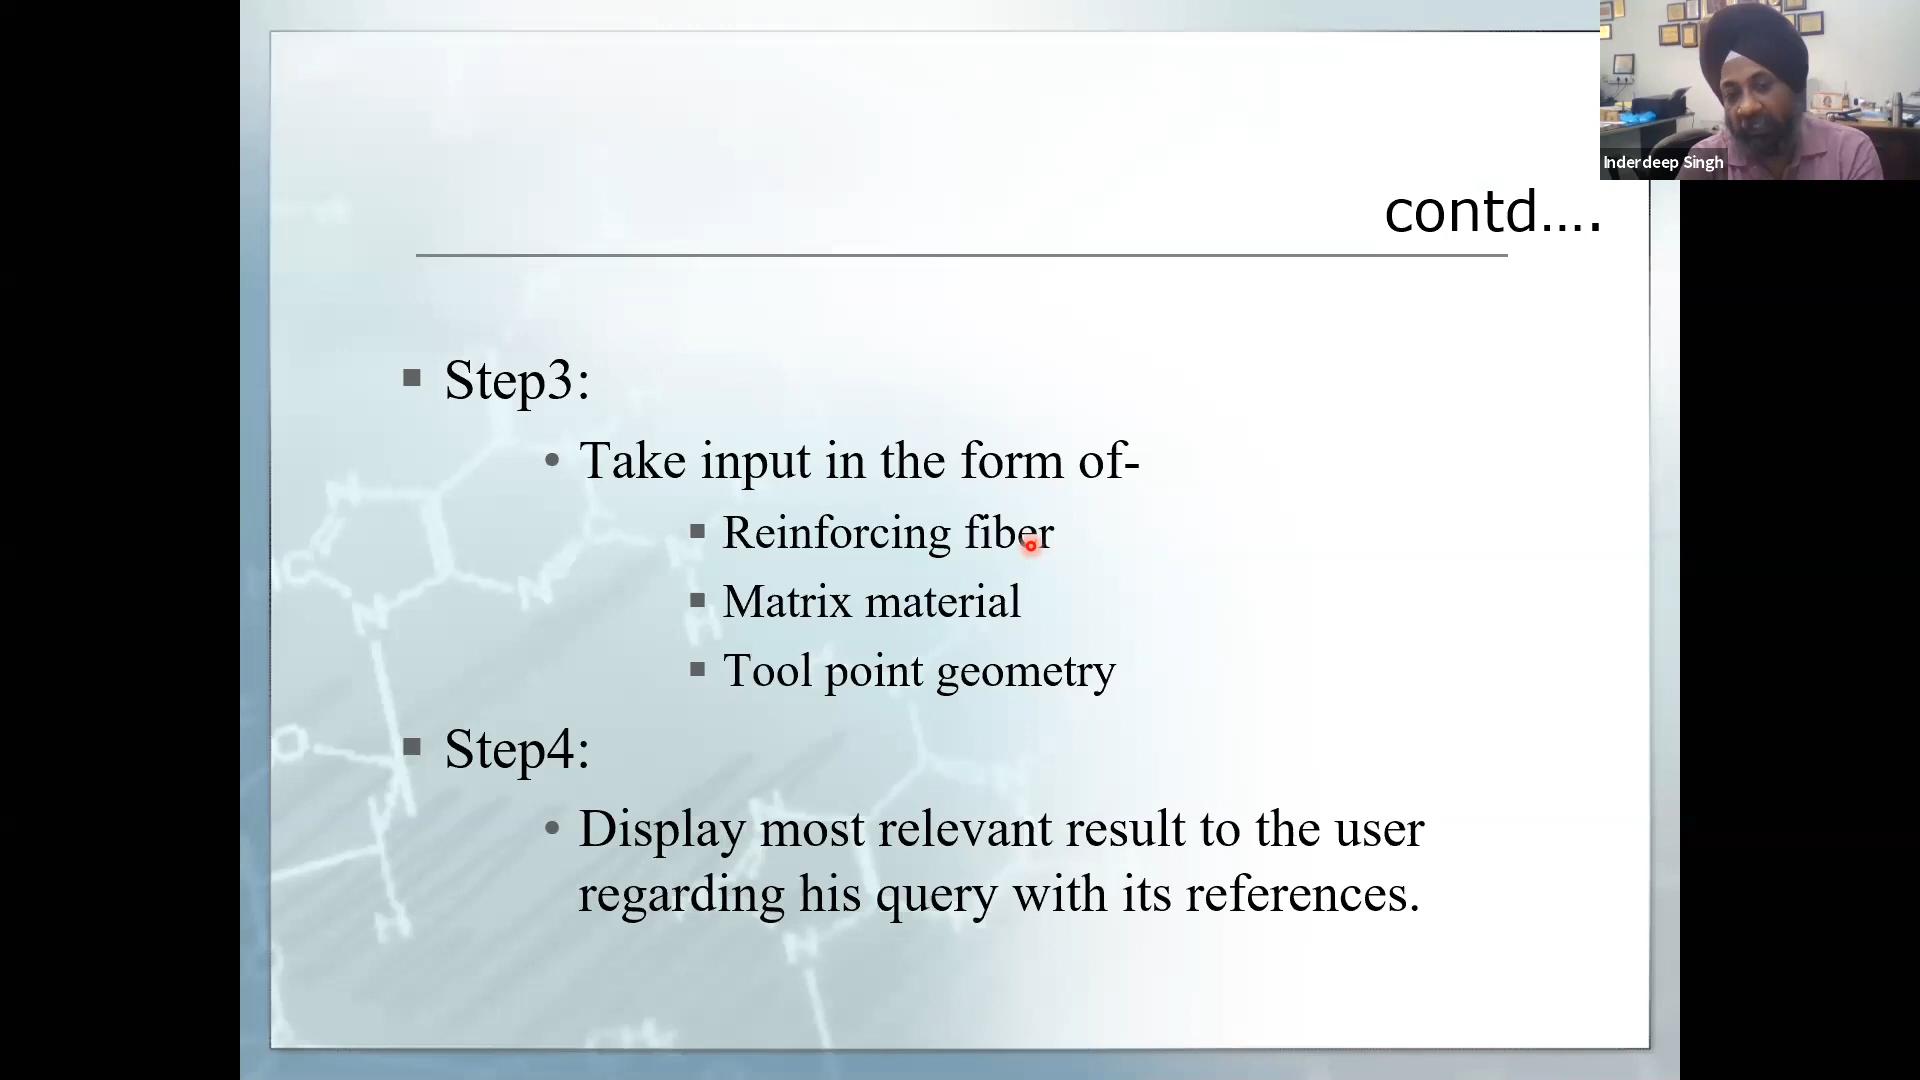 Inderdeep Singh
contd....
Step3:
Take input in the form of-
Reinforcing fiber
Matrix material
Tool point geometry
Step4:
Display most relevant result to the user
regarding his query with its references.